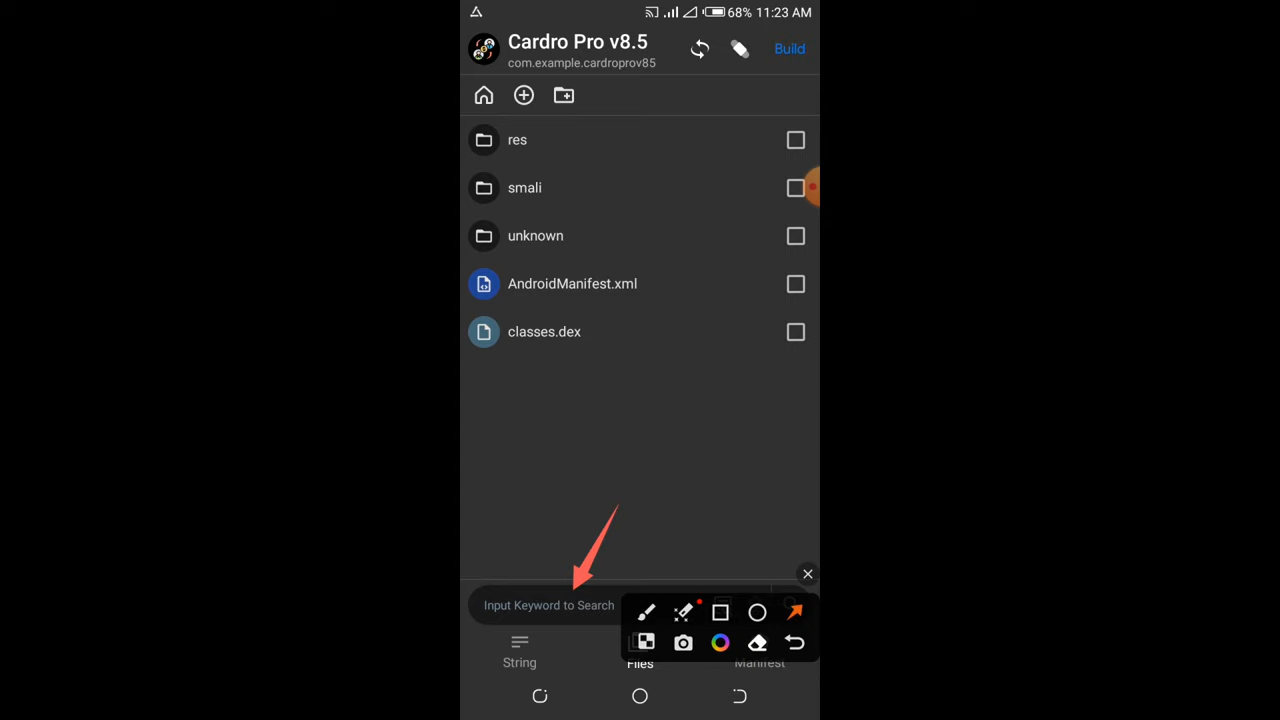 68% 11:23 AM
Cardro Pro v8.5
com.example.cardroprov85
Build
res
smali
unknown
AndroidManifest.xml
classes.dex
Input Keyword to Search
String
Files
Manifest